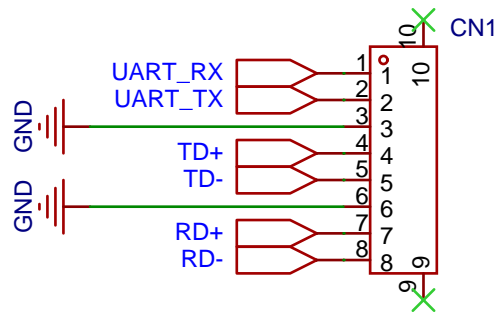 10 CN1
UART_RX 1 1 10
UART_TX 2 2
GND 3 3
TD+ 4 4
TD- 5 5
GND 6 6
RD+ 7 7
RD- 8 8 9
9